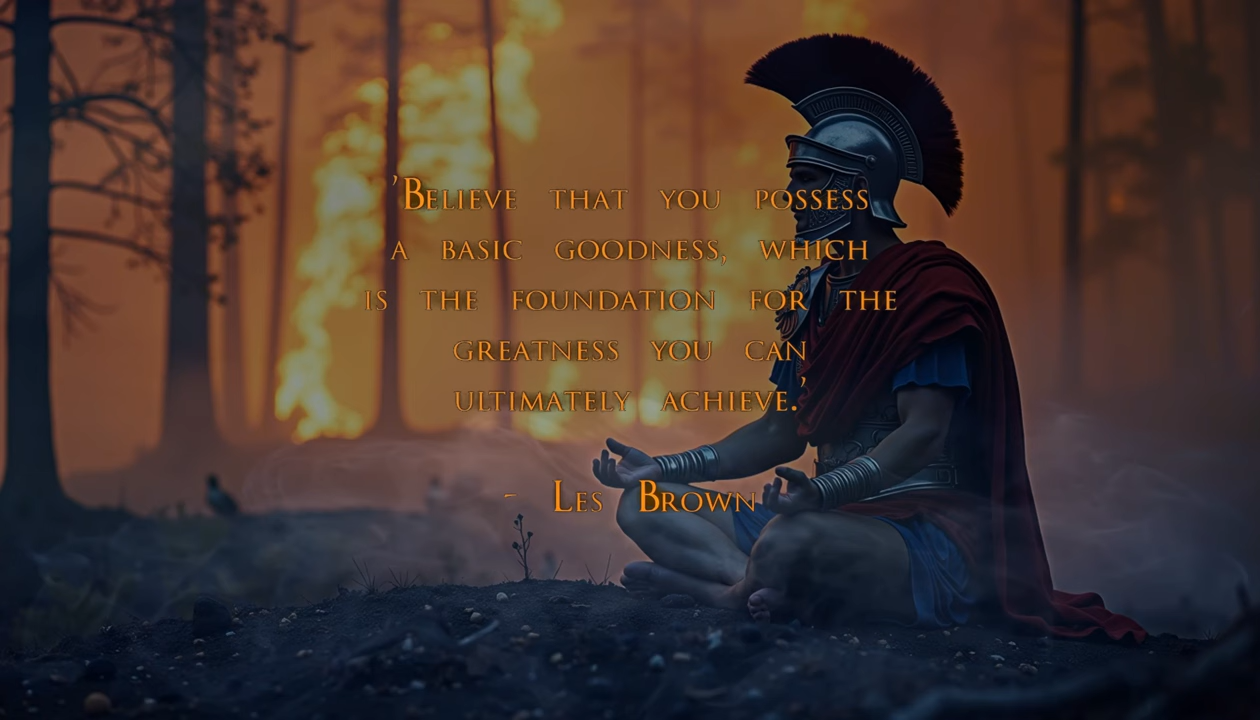 'Believe that you possess
a basic goodness, which
is the foundation for the
greatness you can
ultimately achieve.'
- Les Brown